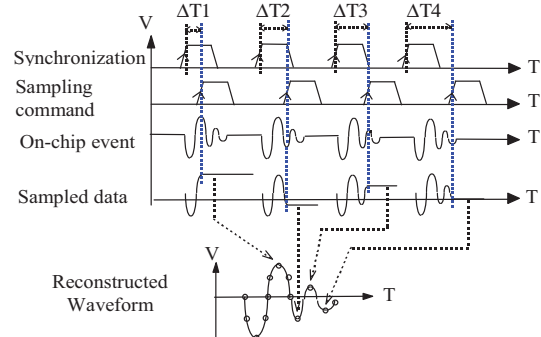 V
ΔT1
ΔT2
ΔT3
ΔT4
Synchronization
T
Sampling
command
T
On-chip event
T
Sampled data
T
V
Reconstructed
Waveform
T